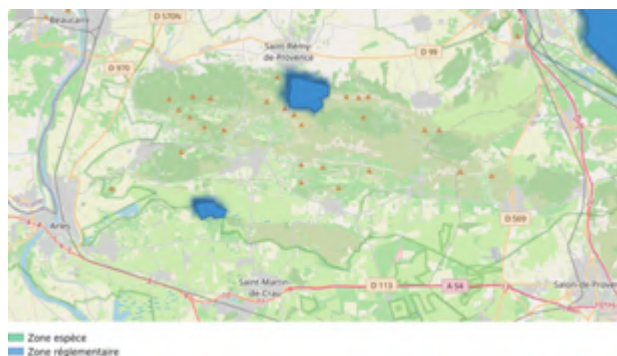 Beaucaire
D 570N
Saint Rémy-
de-Provence
D 99
D 970
D 569
Arles
Saint-Martin-
de-Crau
D 113
A 54
Salon-de-Prove
Zone espèce
Zone réglementaire